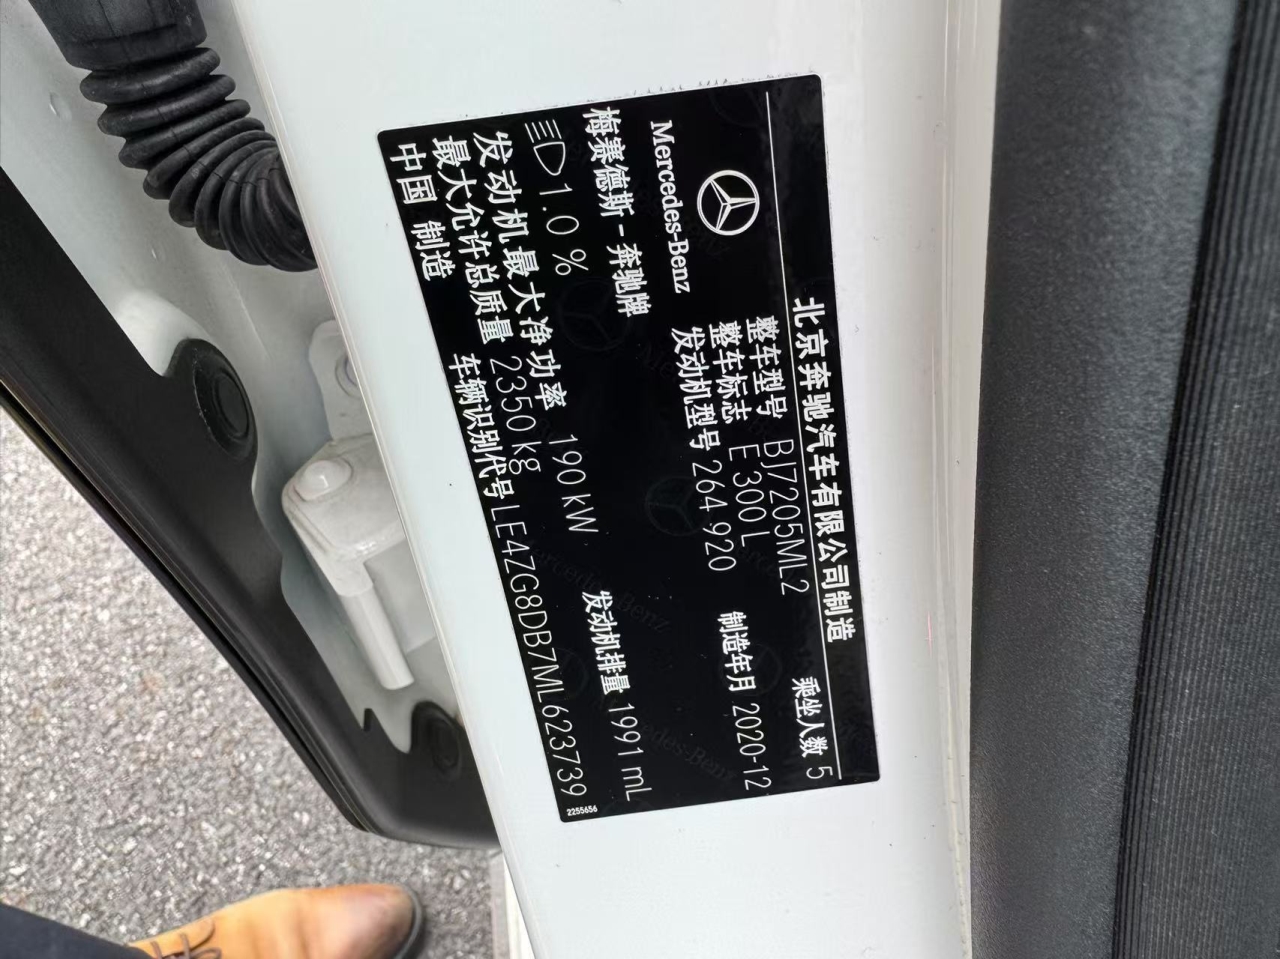 北京奔驰汽车有限公司制造
整车型号 BJ7205ML2 乘坐人数 5
整车标志 E 300 L
Mercedes-Benz 发动机型号 264 920 制造年月 2020-12
梅赛德斯-奔驰牌
1.0 % 发动机排量 1991 mL
发动机最大净功率 190 kW
最大允许总质量 2350 kg
中国 制造 车辆识别代号 LE4ZG8DB7ML623739
2255656